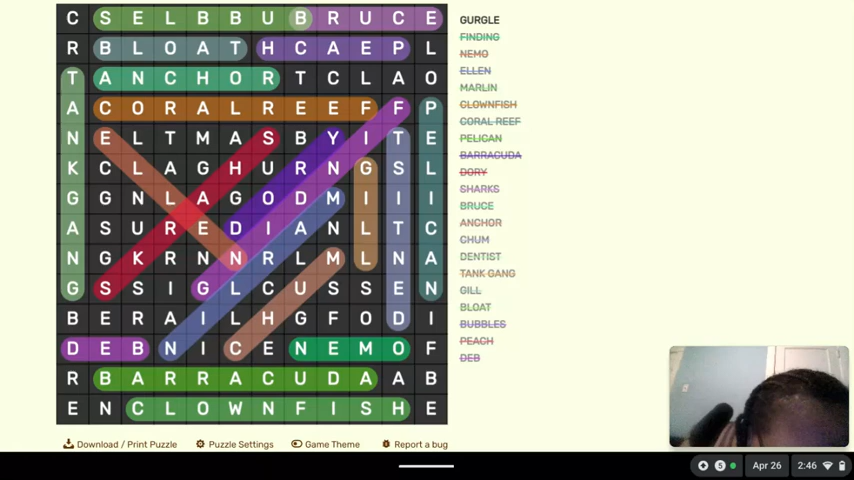 C S E L B B U B R U C E
R B L O A T H C A E P L
T A N C H O R T C L A O
A C O R A L R E E F F P
N E L T M A S B Y I T E
K C L A G H U R N G S L
G G N L A G O D M I I I
A S U R E D I A N L T C
N G K R N N R L M L N A
G S S I G L C U S S E N
B E R A I L H G F O D I
D E B N I C E N E M O F
R B A R R A C U D A A B
E N C L O W N F I S H E
GURGLE
FINDING
NEMO
ELLEN
MARLIN
CLOWNFISH
CORAL REEF
PELICAN
BARRACUDA
DORY
SHARKS
BRUCE
ANCHOR
CHUM
DENTIST
TANK GANG
GILL
BLOAT
BUBBLES
PEACH
DEB
Download / Print Puzzle Puzzle Settings Game Theme Report a bug
Apr 26 2:46